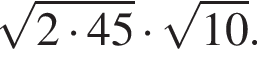 √2 · 45 · √10.